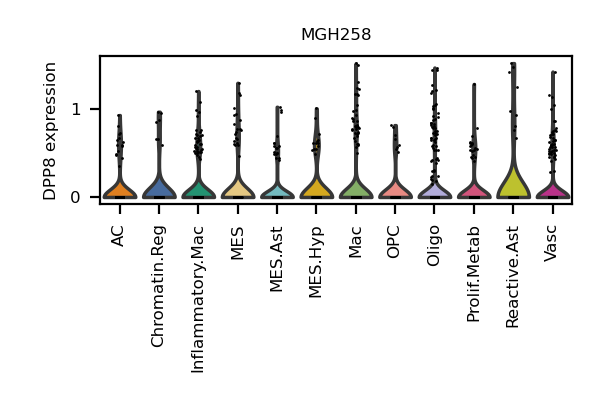 MGH258
DPP8 expression
1
0
AC
Chromatin.Reg
Inflammatory.Mac
MES
MES.Ast
MES.Hyp
Mac
OPC
Oligo
Prolif.Metab
Reactive.Ast
Vasc